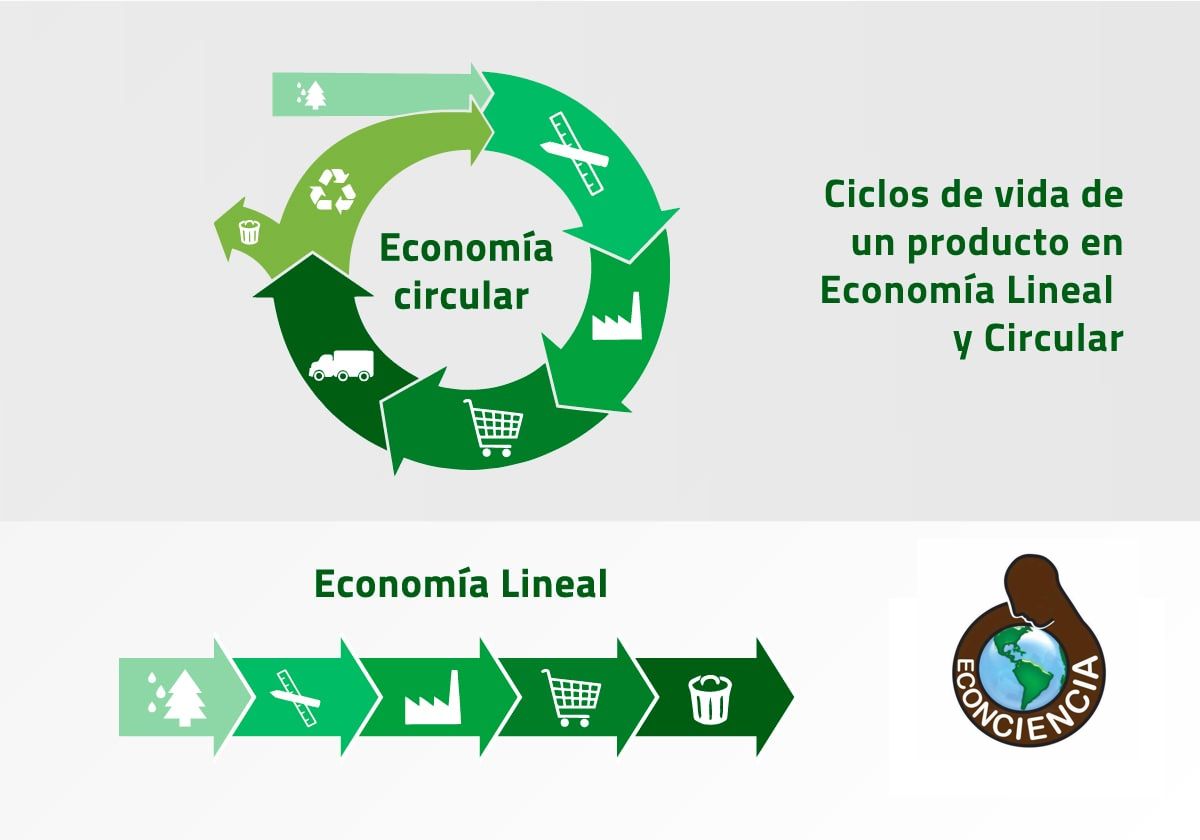 Economía
circular
Ciclos de vida de
un producto en
Economía Lineal
y Circular
Economía Lineal
ECONCIENCIA